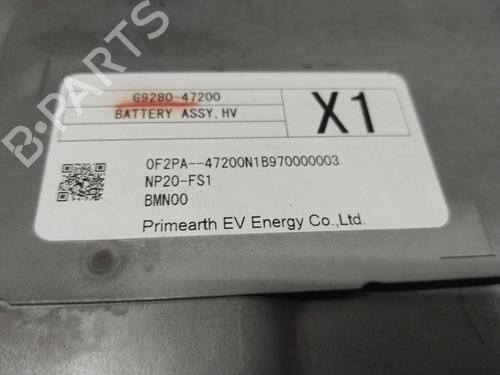 G9280-47200
BATTERY ASSY, HV
X1
0F2PA--47200N1B970000003
NP20-FS1
BMN00
Primearth EV Energy Co.,Ltd.
B-PARTS